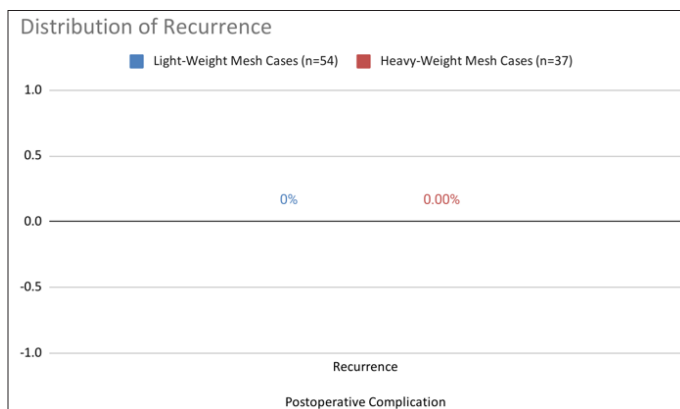 Distribution of Recurrence
Light-Weight Mesh Cases (n=54) Heavy-Weight Mesh Cases (n=37)
1.0
0.5
0% 0.00%
0.0
-0.5
-1.0
Recurrence
Postoperative Complication